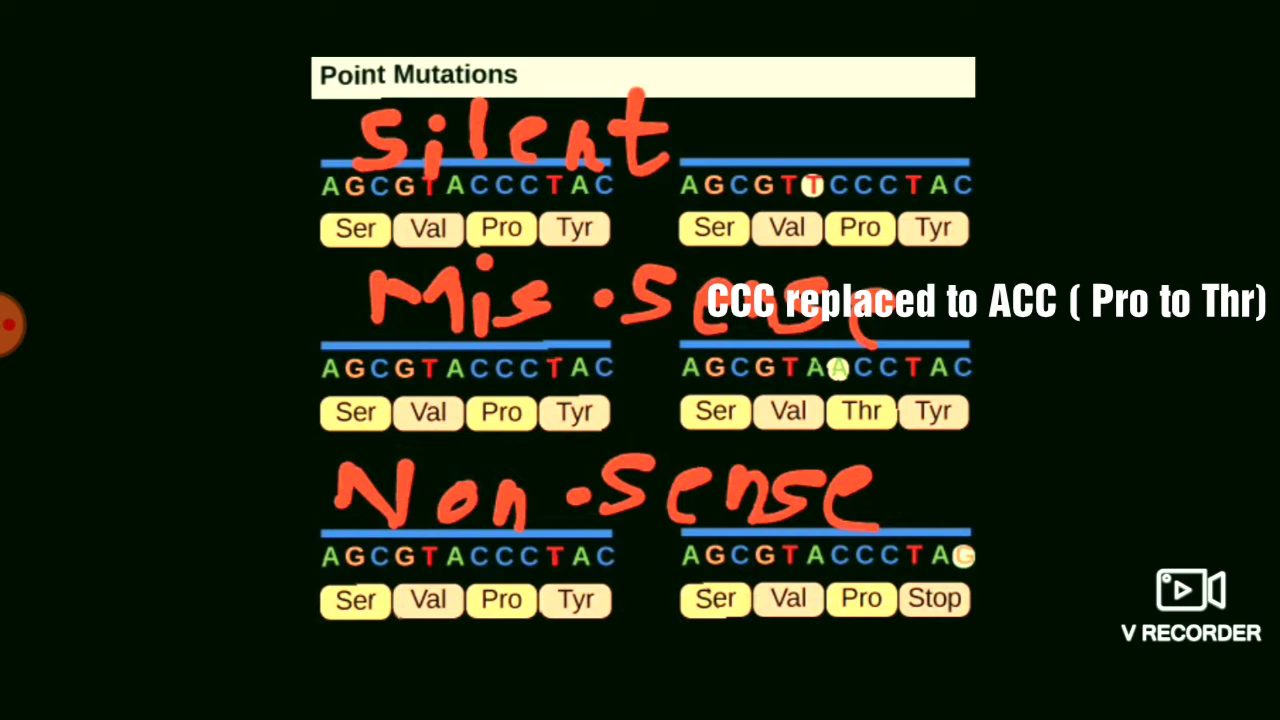 Point Mutations
Silent
AGCGTACCCTAC AGCGTTCCCTAC
Ser Val Pro Tyr Ser Val Pro Tyr
Mis-sense
CCC replaced to ACC ( Pro to Thr)
AGCGTACCCTAC AGCGTAACCTAC
Ser Val Pro Tyr Ser Val Thr Tyr
Non-sense
AGCGTACCCTAC AGCGTACCCTAG
Ser Val Pro Tyr Ser Val Pro Stop
V RECORDER